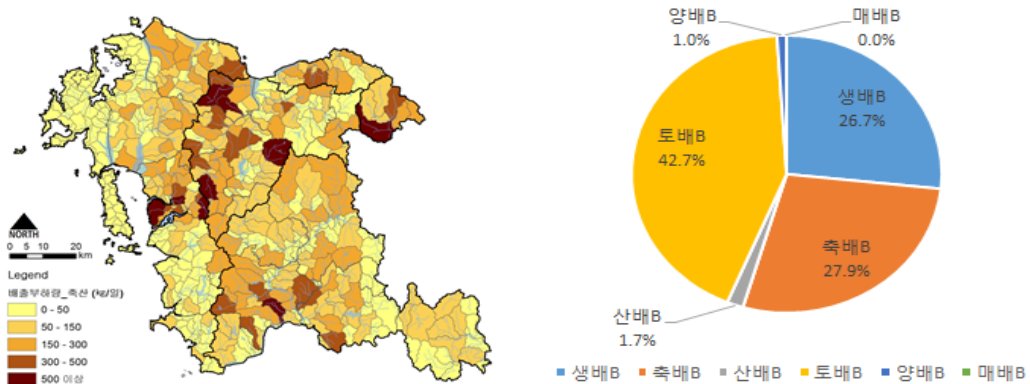 NORTH
0 5 10 20
km
Legend
배출부하량_축산 (kg/일)
0 - 50
50 - 150
150 - 300
300 - 500
500 이상
양배B
1.0%
매배B
0.0%
생배B
26.7%
토배B
42.7%
축배B
27.9%
산배B
1.7%
생배B 축배B 산배B 토배B 양배B 매배B